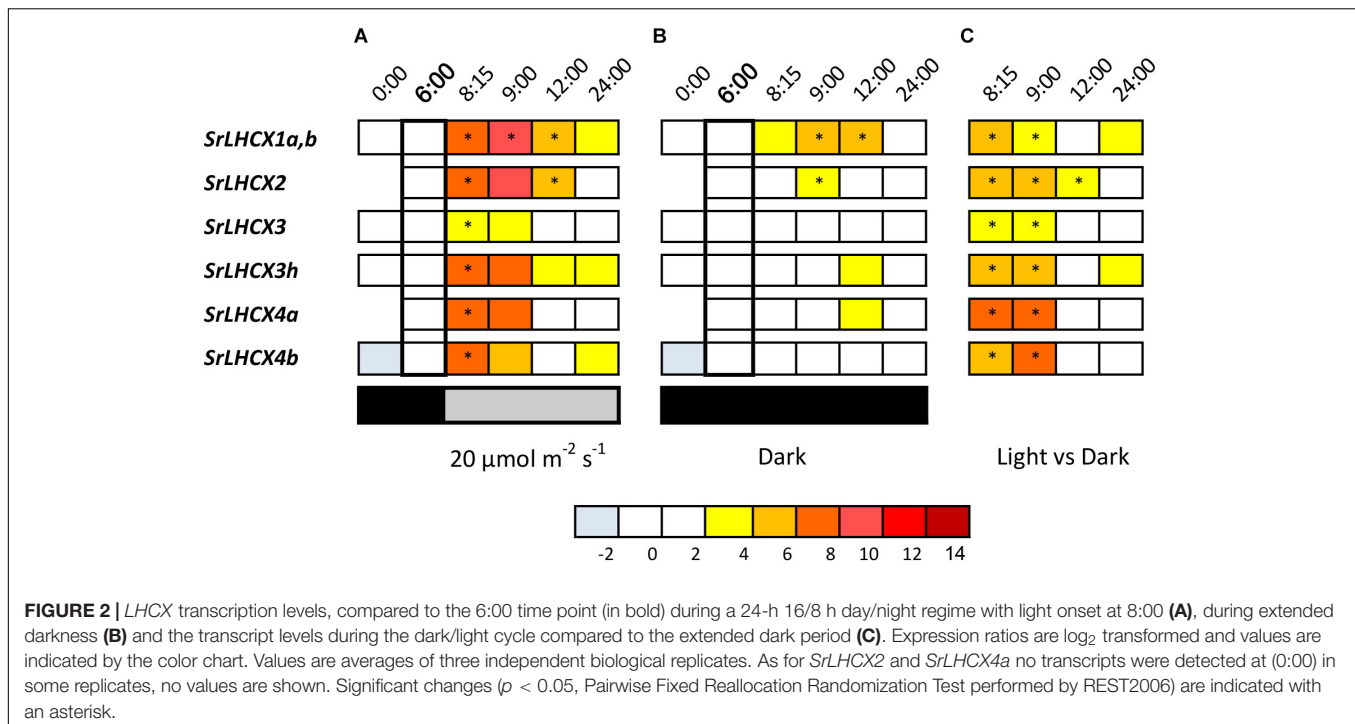 A B C
0:00 6:00 8:15 9:00 12:00 24:00 0:00 6:00 8:15 9:00 12:00 24:00 8:15 9:00 12:00 24:00
SrLHCX1a,b * * * * * * *
SrLHCX2 * * * * * *
SrLHCX3 * * *
SrLHCX3h * * *
SrLHCX4a * * *
SrLHCX4b * * *
20 µmol m⁻² s⁻¹ Dark Light vs Dark
-2 0 2 4 6 8 10 12 14
FIGURE 2 | LHCX transcription levels, compared to the 6:00 time point (in bold) during a 24-h 16/8 h day/night regime with light onset at 8:00 (A), during extended
darkness (B) and the transcript levels during the dark/light cycle compared to the extended dark period (C). Expression ratios are log₂ transformed and values are
indicated by the color chart. Values are averages of three independent biological replicates. As for SrLHCX2 and SrLHCX4a no transcripts were detected at (0:00) in
some replicates, no values are shown. Significant changes (p < 0.05, Pairwise Fixed Reallocation Randomization Test performed by REST2006) are indicated with
an asterisk.